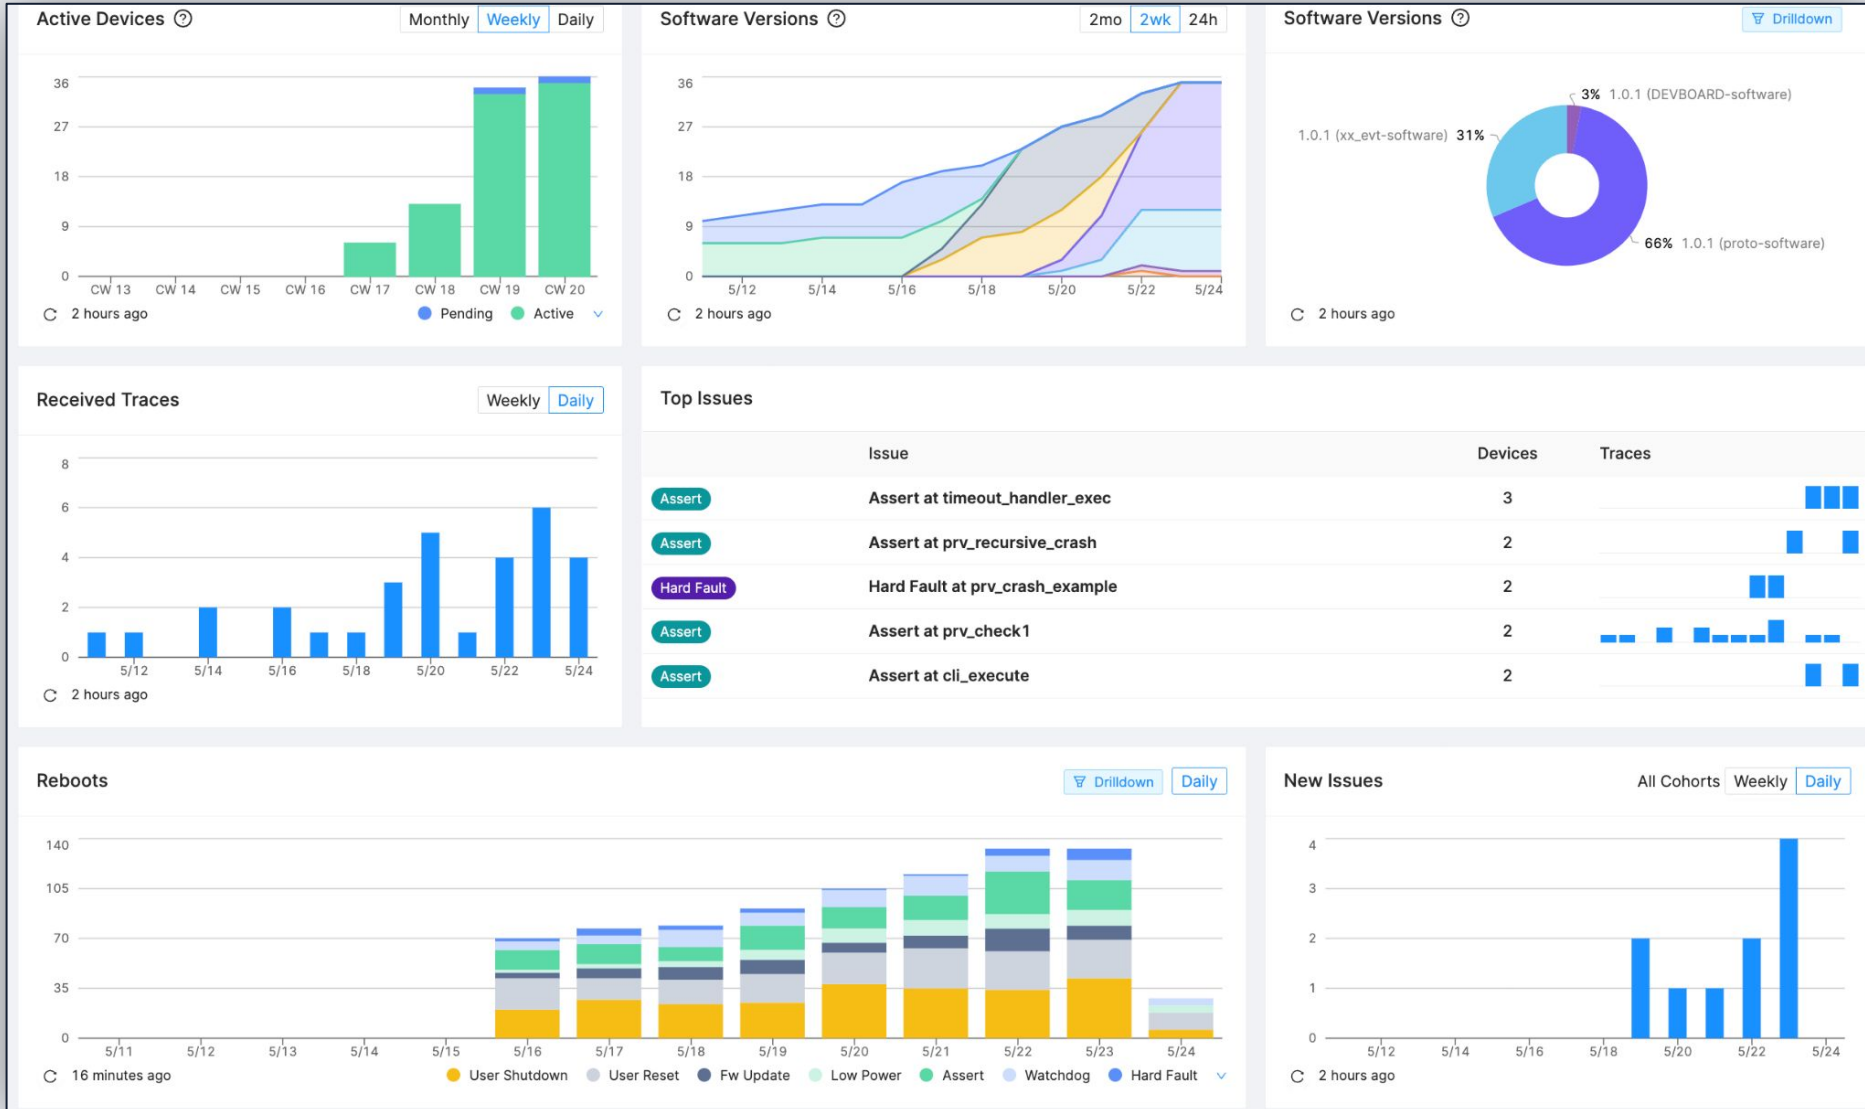 Active Devices ? Monthly Weekly Daily
36
27
18
9
0
CW 13 CW 14 CW 15 CW 16 CW 17 CW 18 CW 19 CW 20
2 hours ago Pending Active
Software Versions ? 2mo 2wk 24h
36
27
18
9
0
5/12 5/14 5/16 5/18 5/20 5/22 5/24
2 hours ago
Software Versions ? Drilldown
3% 1.0.1 (DEVBOARD-software)
1.0.1 (xx_evt-software) 31%
66% 1.0.1 (proto-software)
2 hours ago
Received Traces Weekly Daily
8
6
4
2
0
5/12 5/14 5/16 5/18 5/20 5/22 5/24
2 hours ago
Top Issues
Issue Devices Traces
Assert Assert at timeout_handler_exec 3
Assert Assert at prv_recursive_crash 2
Hard Fault Hard Fault at prv_crash_example 2
Assert Assert at prv_check1 2
Assert Assert at cli_execute 2
Reboots Drilldown Daily
140
105
70
35
0
5/11 5/12 5/13 5/14 5/15 5/16 5/17 5/18 5/19 5/20 5/21 5/22 5/23 5/24
16 minutes ago User Shutdown User Reset Fw Update Low Power Assert Watchdog Hard Fault
New Issues All Cohorts Weekly Daily
4
3
2
1
0
5/12 5/14 5/16 5/18 5/20 5/22 5/24
2 hours ago